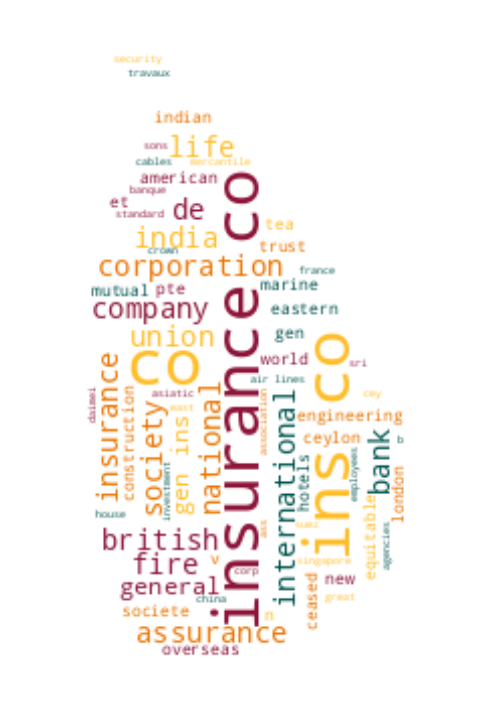 security
travaux
indian
sons
life
cables
mercantile
american
banque
et
standard
de
insurance co
tea
india
crown
trust
corporation
france
mutual
pte
marine
company
eastern
union
gen
ins co
co
world
sri
air lines
insurance
daimei
construction
asiatic
society
east
investment
gen ins
national
association
international
cey
engineering
ceylon
b
bank
hotels
employees
london
equitable
agencies
house
british
ass
suez
fire
v
singapore
corp
general
new
ceased
china
great
societe
n
assurance
overseas